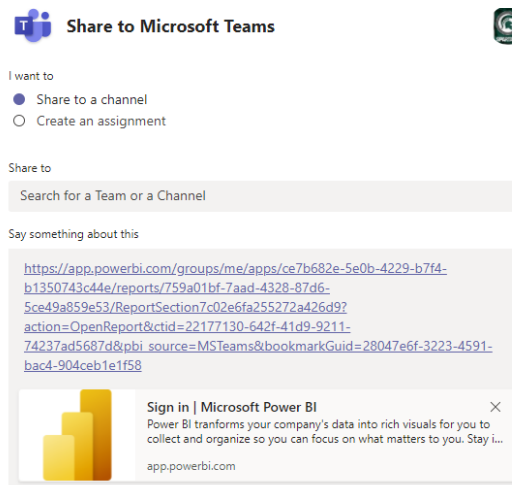 Share to Microsoft Teams
I want to
Share to a channel
Create an assignment
Share to
Search for a Team or a Channel
Say something about this
https://app.powerbi.com/groups/me/apps/ce7b682e-5e0b-4229-b7f4-
b1350743c44e/reports/759a01bf-7aad-4328-87d6-
5ce49a859e53/ReportSection7c02e6fa255272a426d9?
action=OpenReport&ctid=22177130-642f-41d9-9211-
74237ad5687d&pbi_source=MSTeams&bookmarkGuid=28047e6f-3223-4591-
bac4-904ceb1e1f58
Sign in | Microsoft Power BI
Power BI tranforms your company's data into rich visuals for you to
collect and organize so you can focus on what matters to you. Stay i...
app.powerbi.com